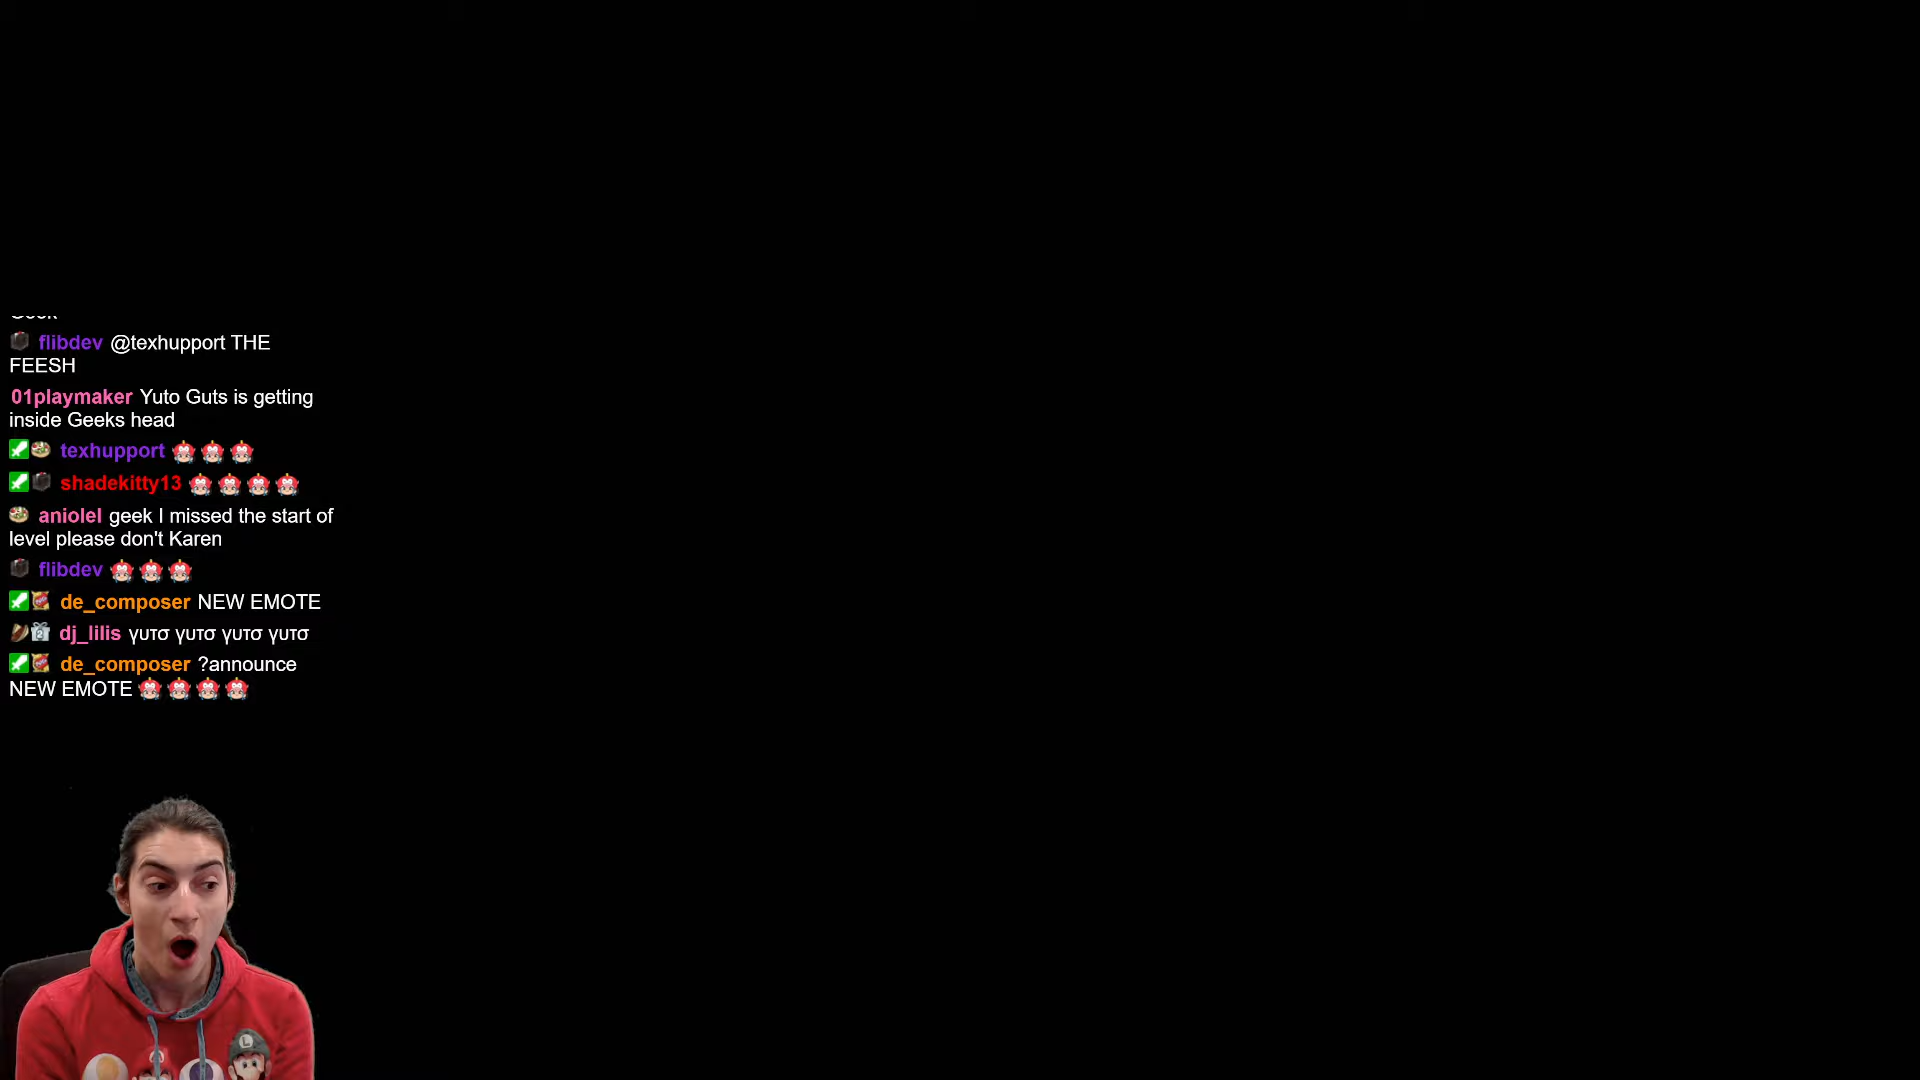 flibdev @texhupport THE
FEESH
01playmaker Yuto Guts is getting
inside Geeks head
texhupport
shadekitty13
aniolel geek I missed the start of
level please don't Karen
flibdev
de_composer NEW EMOTE
dj_lilis γυτσ γυτσ γυτσ γυτσ
de_composer ?announce
NEW EMOTE
L